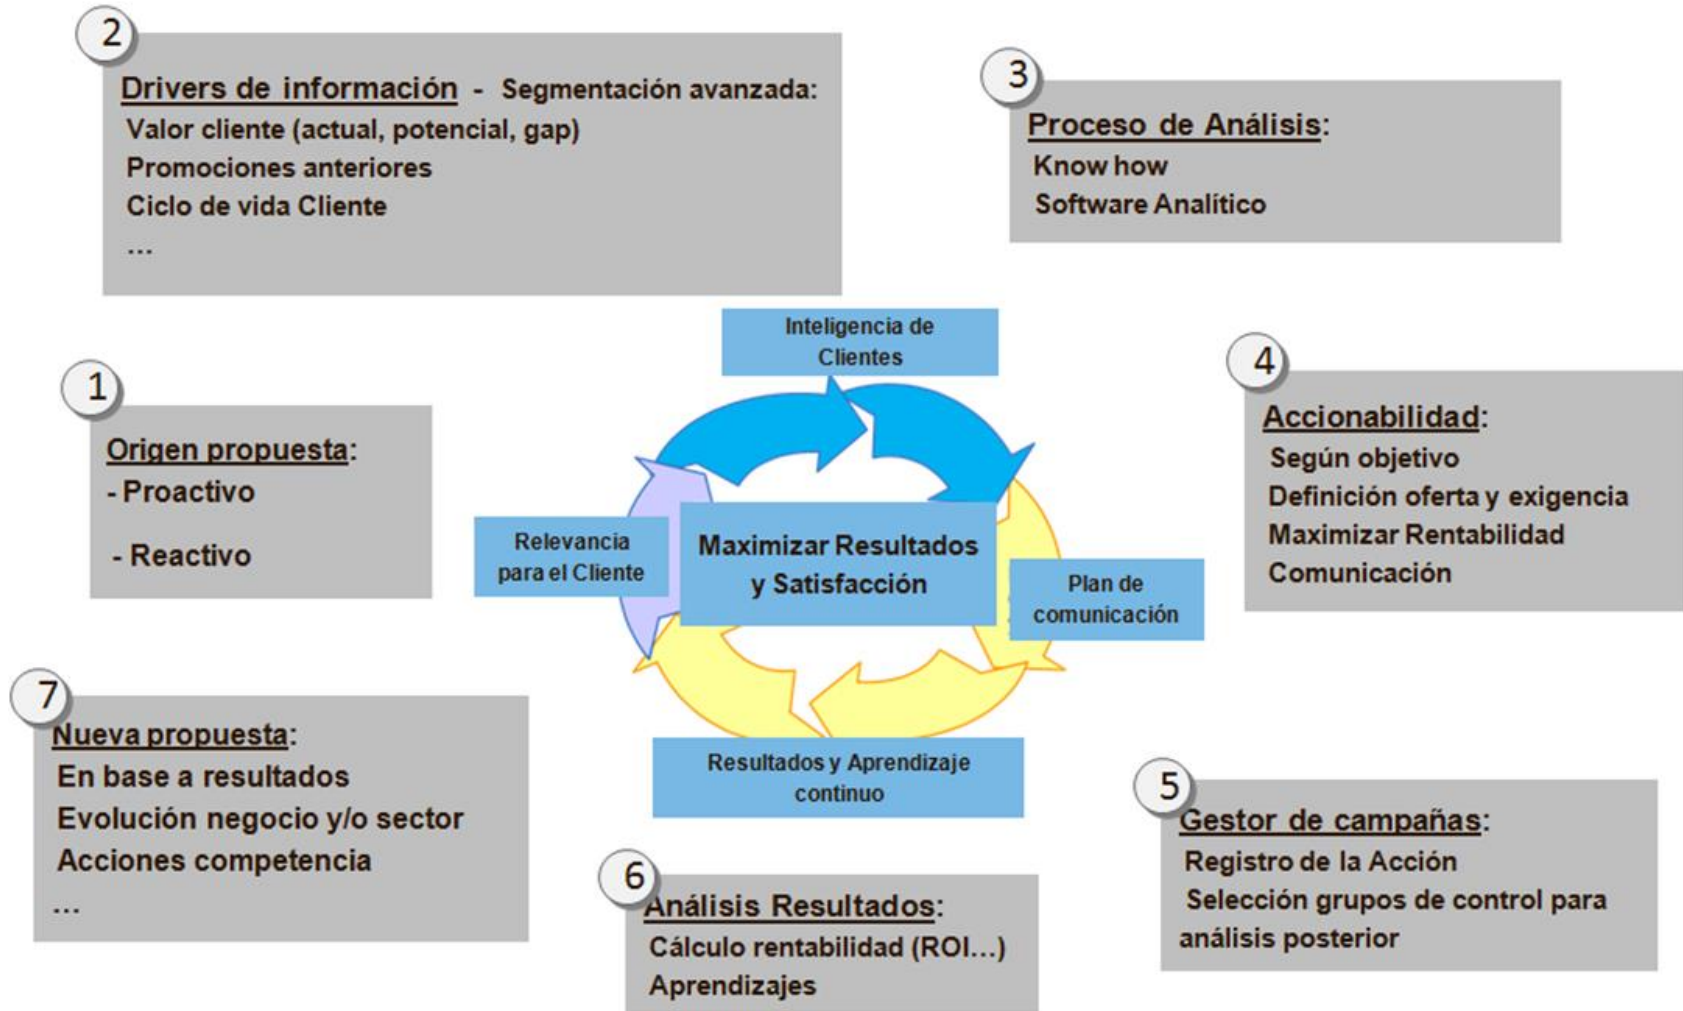 2
Drivers de información - Segmentación avanzada:
Valor cliente (actual, potencial, gap)
Promociones anteriores
Ciclo de vida Cliente
...
3
Proceso de Análisis:
Know how
Software Analítico
Inteligencia de
Clientes
1
Origen propuesta:
- Proactivo
- Reactivo
4
Accionabilidad:
Según objetivo
Definición oferta y exigencia
Maximizar Rentabilidad
Comunicación
Relevancia
para el Cliente
Maximizar Resultados
y Satisfacción
Plan de
comunicación
7
Nueva propuesta:
En base a resultados
Evolución negocio y/o sector
Acciones competencia
...
Resultados y Aprendizaje
continuo
5
Gestor de campañas:
Registro de la Acción
Selección grupos de control para
análisis posterior
6
Análisis Resultados:
Cálculo rentabilidad (ROI...)
Aprendizajes